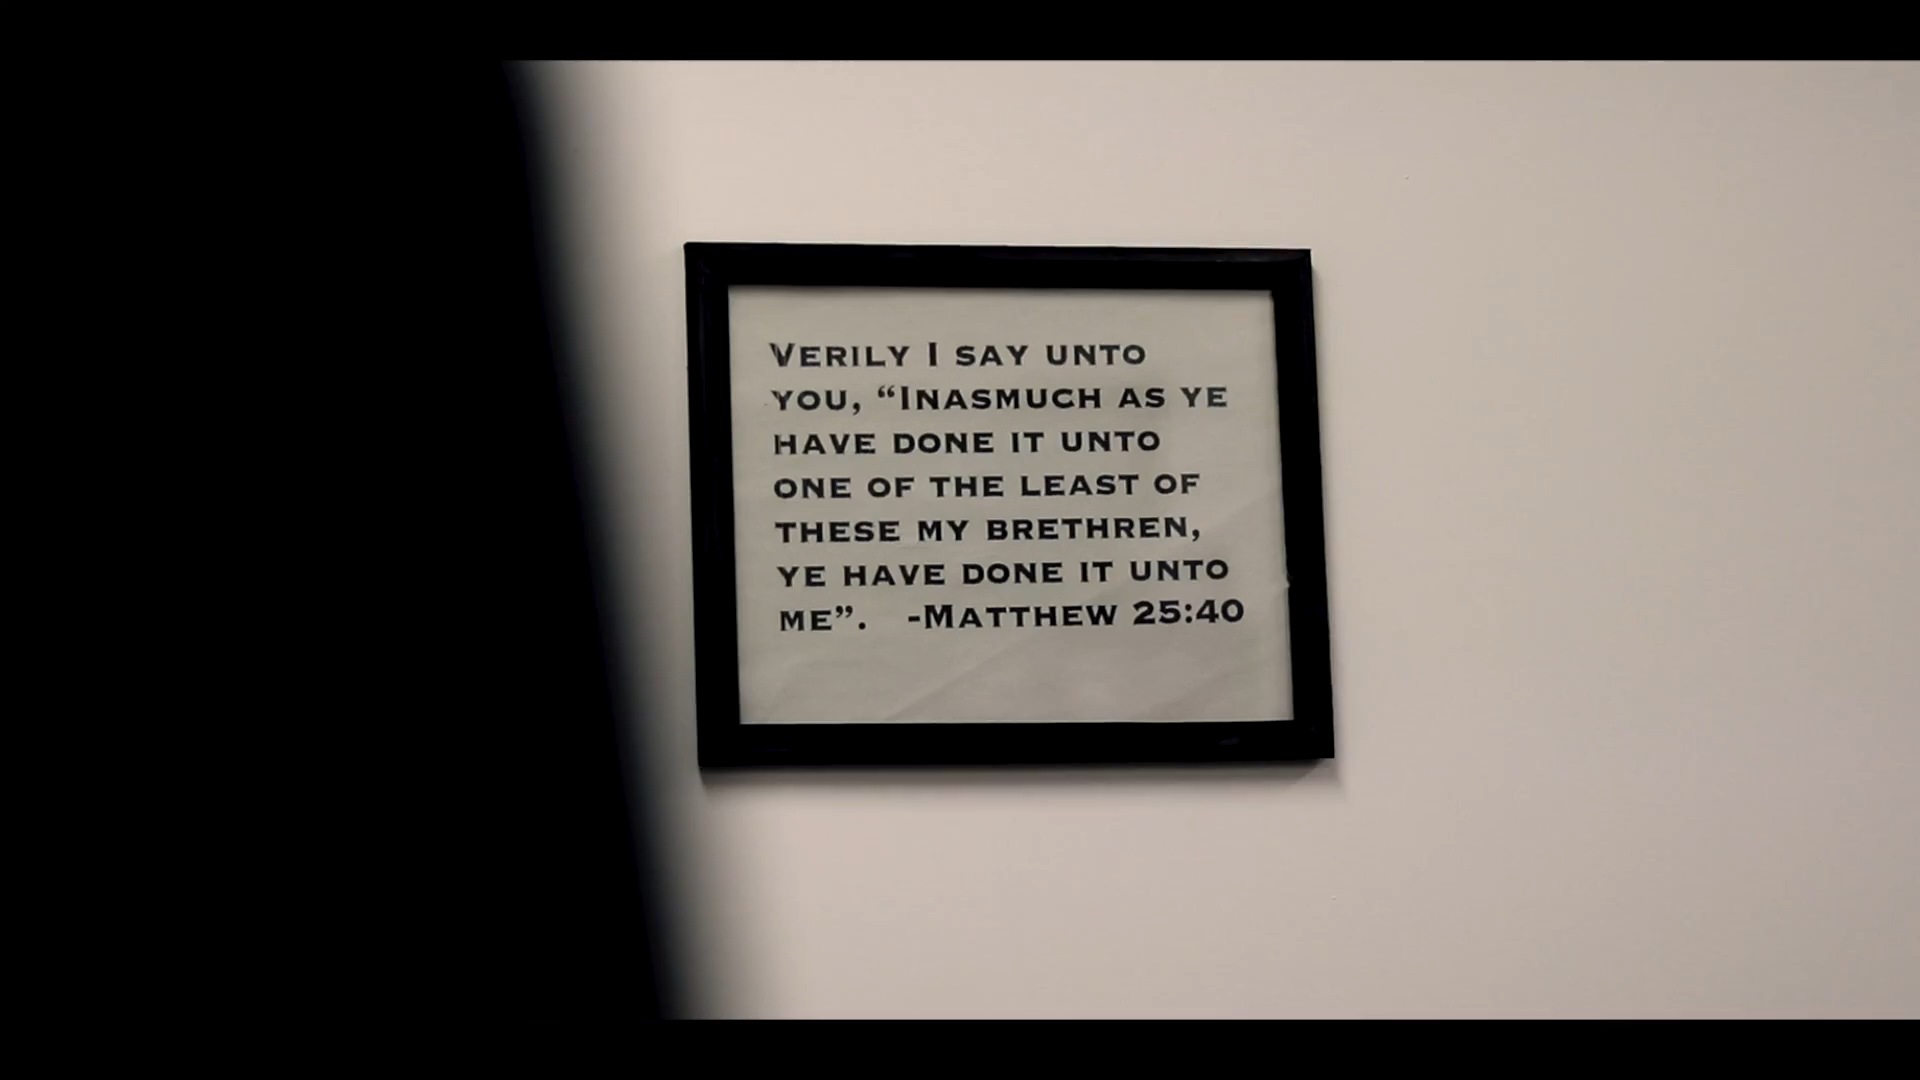 Verily I say unto
you, “Inasmuch as ye
have done it unto
one of the least of
these my brethren,
ye have done it unto
me”. -Matthew 25:40